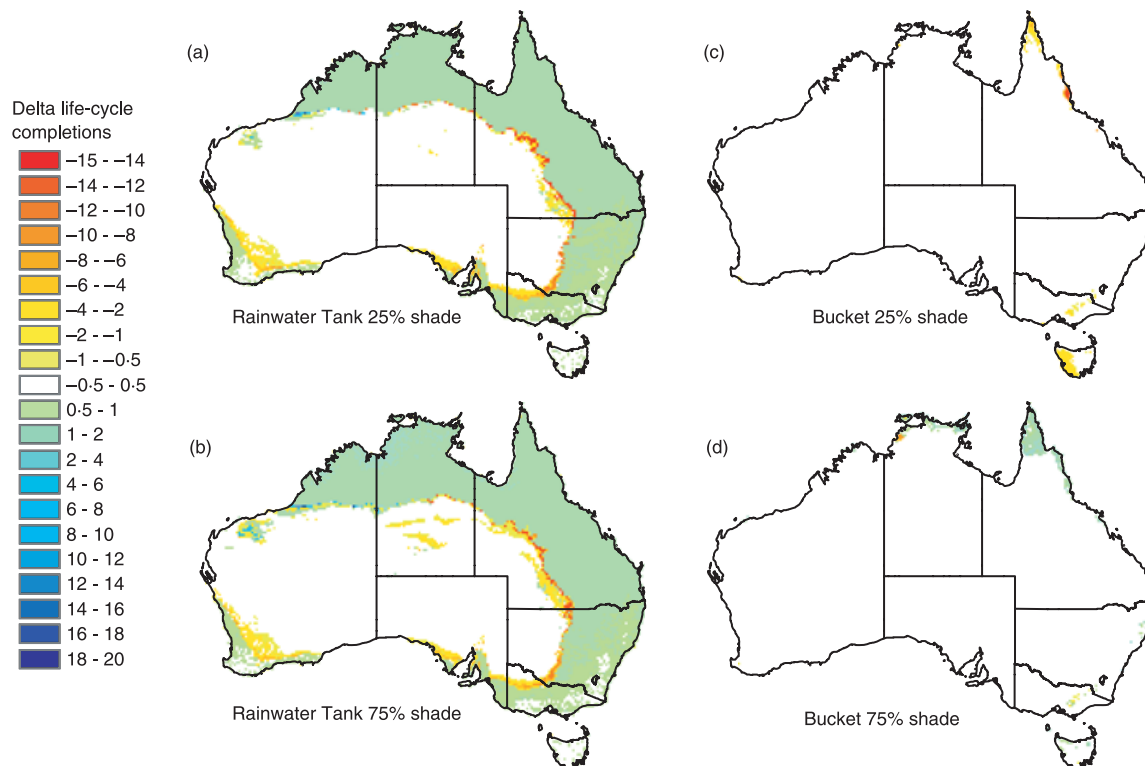 (a)
(c)
Delta life-cycle
completions
−15 - −14
−14 - −12
−12 - −10
−10 - −8
−8 - −6
−6 - −4
−4 - −2
−2 - −1
−1 - −0·5
−0·5 - 0·5
0·5 - 1
1 - 2
2 - 4
4 - 6
6 - 8
8 - 10
10 - 12
12 - 14
14 - 16
16 - 18
18 - 20
Rainwater Tank 25% shade
Bucket 25% shade
(b)
(d)
Rainwater Tank 75% shade
Bucket 75% shade